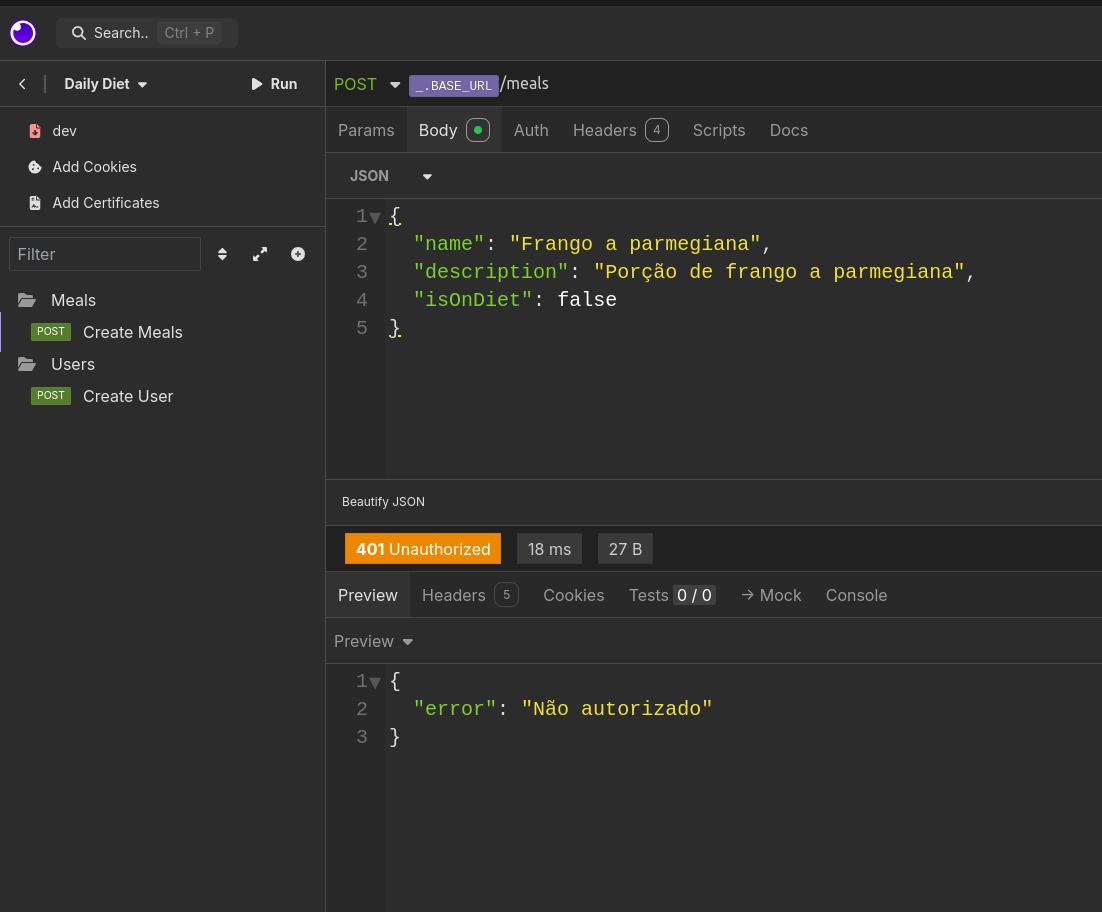 Search.. Ctrl + P
Daily Diet
Run
dev
Add Cookies
Add Certificates
Filter
Meals
POST Create Meals
Users
POST Create User
POST _.BASE_URL/meals
Params Body Auth Headers 4 Scripts Docs
JSON
1 {
2 "name": "Frango a parmegiana",
3 "description": "Porção de frango a parmegiana",
4 "isOnDiet": false
5 }
Beautify JSON
401 Unauthorized 18 ms 27 B
Preview Headers 5 Cookies Tests 0 / 0 → Mock Console
Preview
1 {
2 "error": "Não autorizado"
3 }